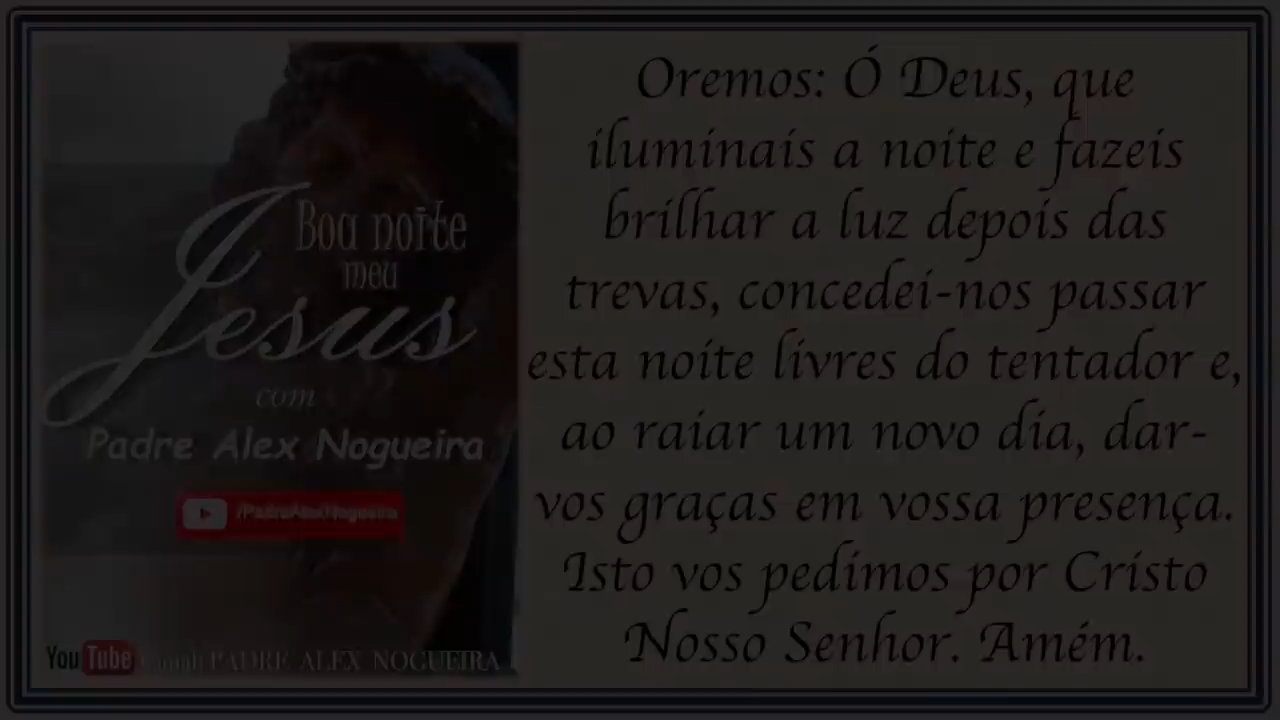 Boa noite
meu
Jesus
com
Padre Alex Nogueira
/PadreAlexNogueira
YouTube Canal: PADRE ALEX NOGUEIRA
Oremos: Ó Deus, que
iluminais a noite e fazeis
brilhar a luz depois das
trevas, concedei-nos passar
esta noite livres do tentador e,
ao raiar um novo dia, dar-
vos graças em vossa presença.
Isto vos pedimos por Cristo
Nosso Senhor. Amém.